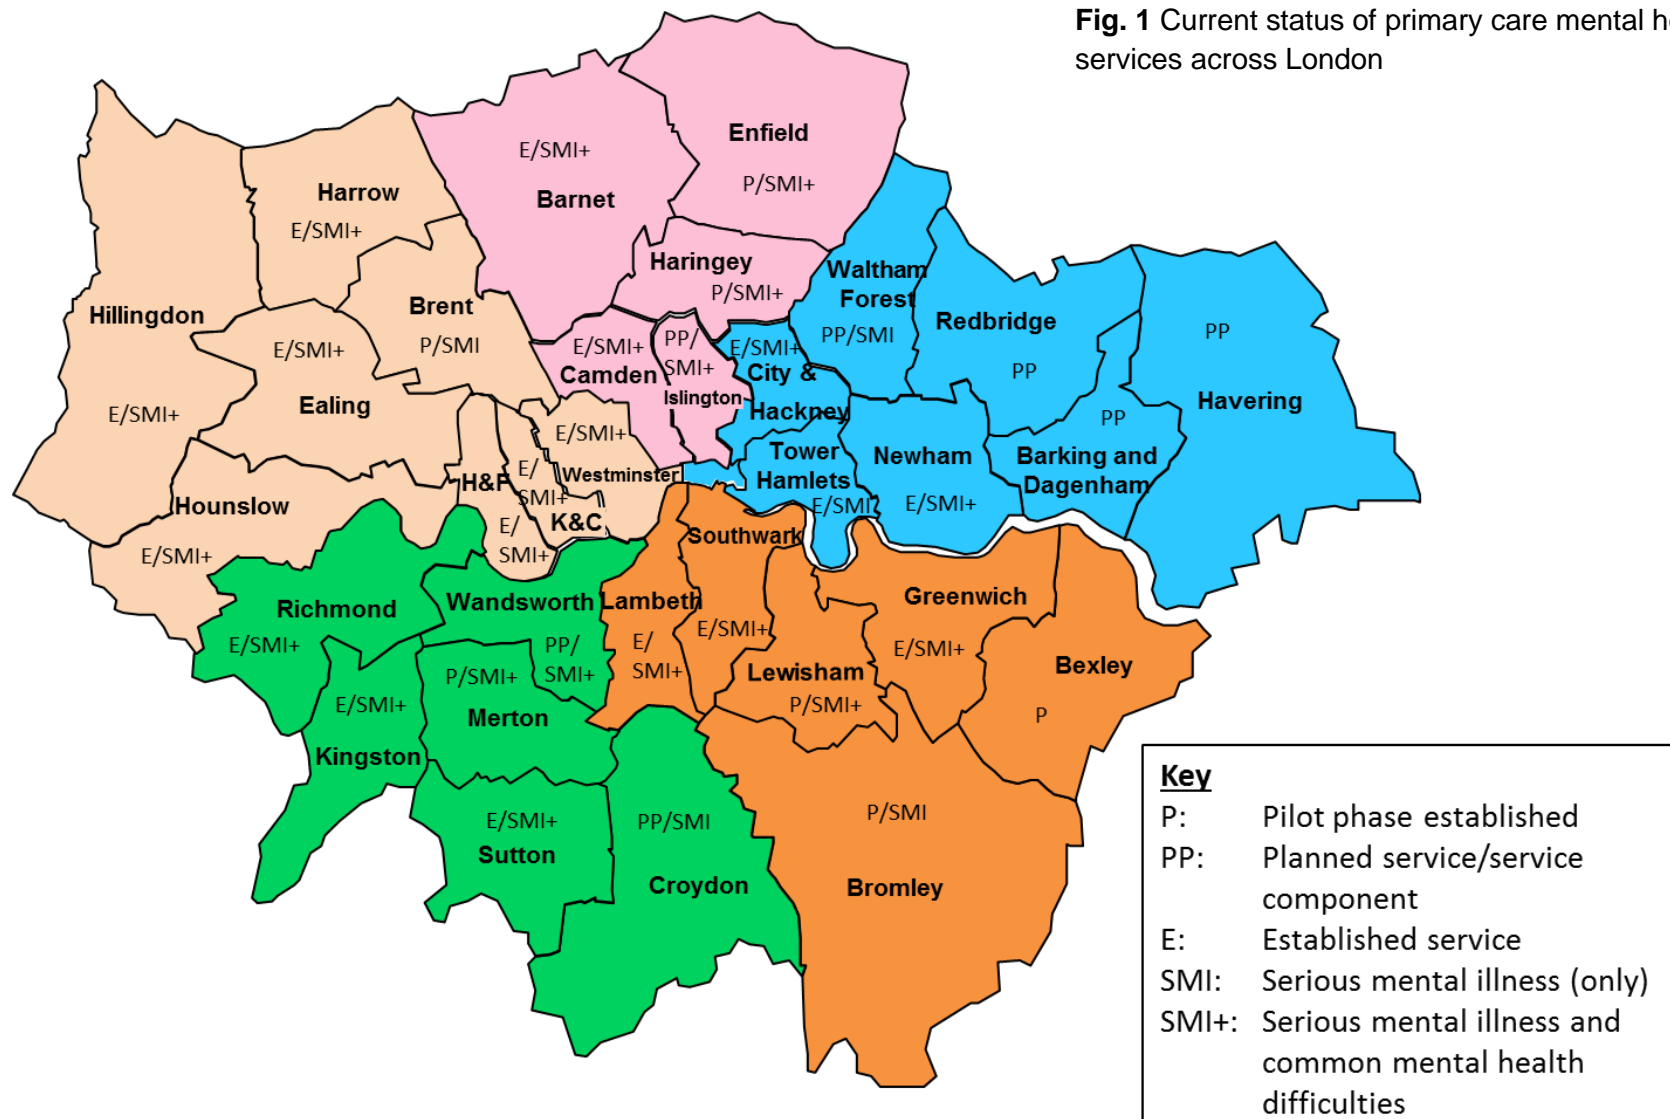 Fig. 1 Current status of primary care mental
services across London
Enfield
P/SMI+
E/SMI+
Barnet
Harrow
E/SMI+
Haringey
P/SMI+
Waltham
Forest
PP/SMI
Redbridge
PP
PP
Havering
Hillingdon
E/SMI+
Brent
P/SMI
E/SMI+
Ealing
E/SMI+
Camden
PP/
SMI+
Islington
E/SMI+
City &
Hackney
PP
Barking and
Dagenham
Tower
Hamlets
E/SMI
Newham
E/SMI+
E/SMI+
Westminster
H&F
E/
SMI+
E/
SMI+
K&C
Hounslow
E/SMI+
Southwark
E/SMI+
Richmond
E/SMI+
Wandsworth
PP/
SMI+
Lambeth
E/
SMI+
Greenwich
E/SMI+
Bexley
P
Lewisham
P/SMI+
P/SMI+
Merton
E/SMI+
Kingston
E/SMI+
Sutton
PP/SMI
Croydon
P/SMI
Bromley
Key
P: Pilot phase established
PP: Planned service/service
component
E: Established service
SMI: Serious mental illness (only)
SMI+: Serious mental illness and
common mental health
difficulties